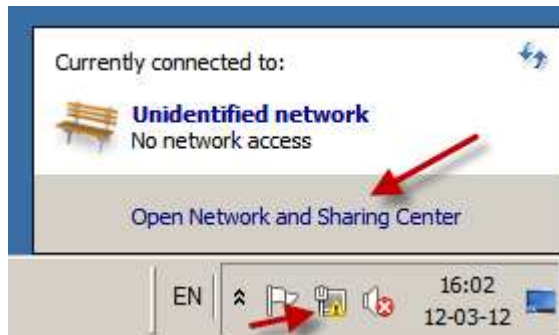 Currently connected to:
Unidentified network
No network access
Open Network and Sharing Center
EN
16:02
12-03-12